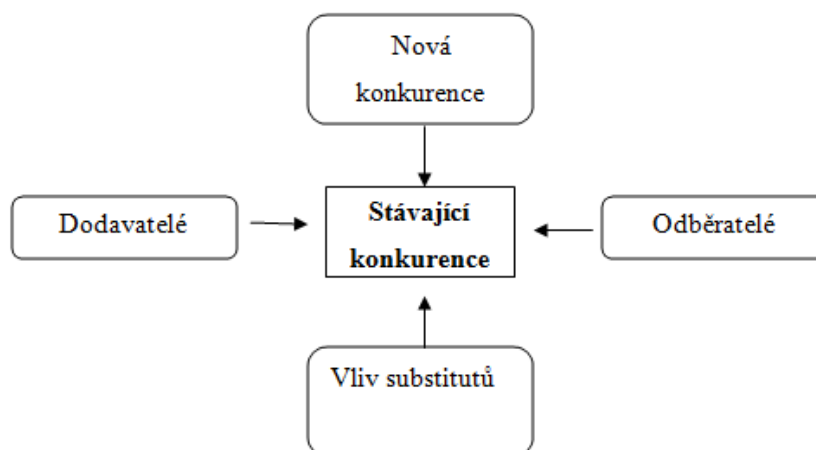 Nová
konkurence
Dodavatelé
Stávající
konkurence
Odběratelé
Vliv substitutů